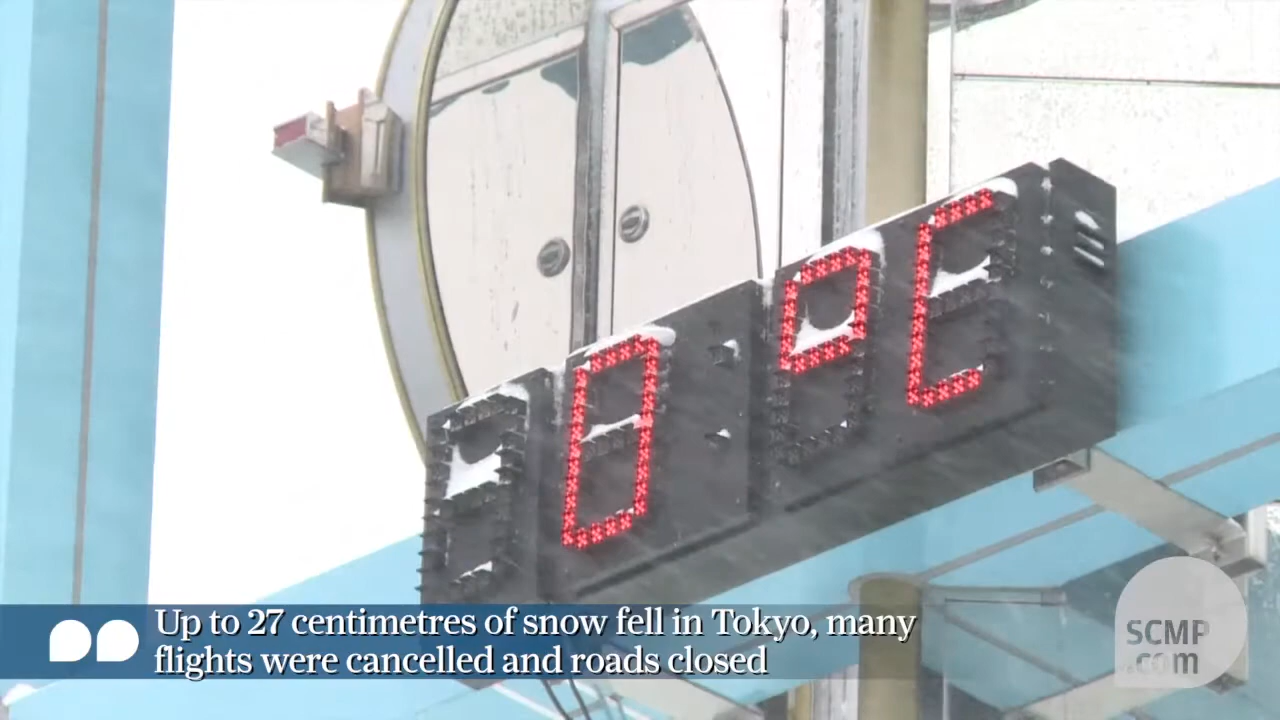 0°C
Up to 27 centimetres of snow fell in Tokyo, many
flights were cancelled and roads closed
SCMP
.com